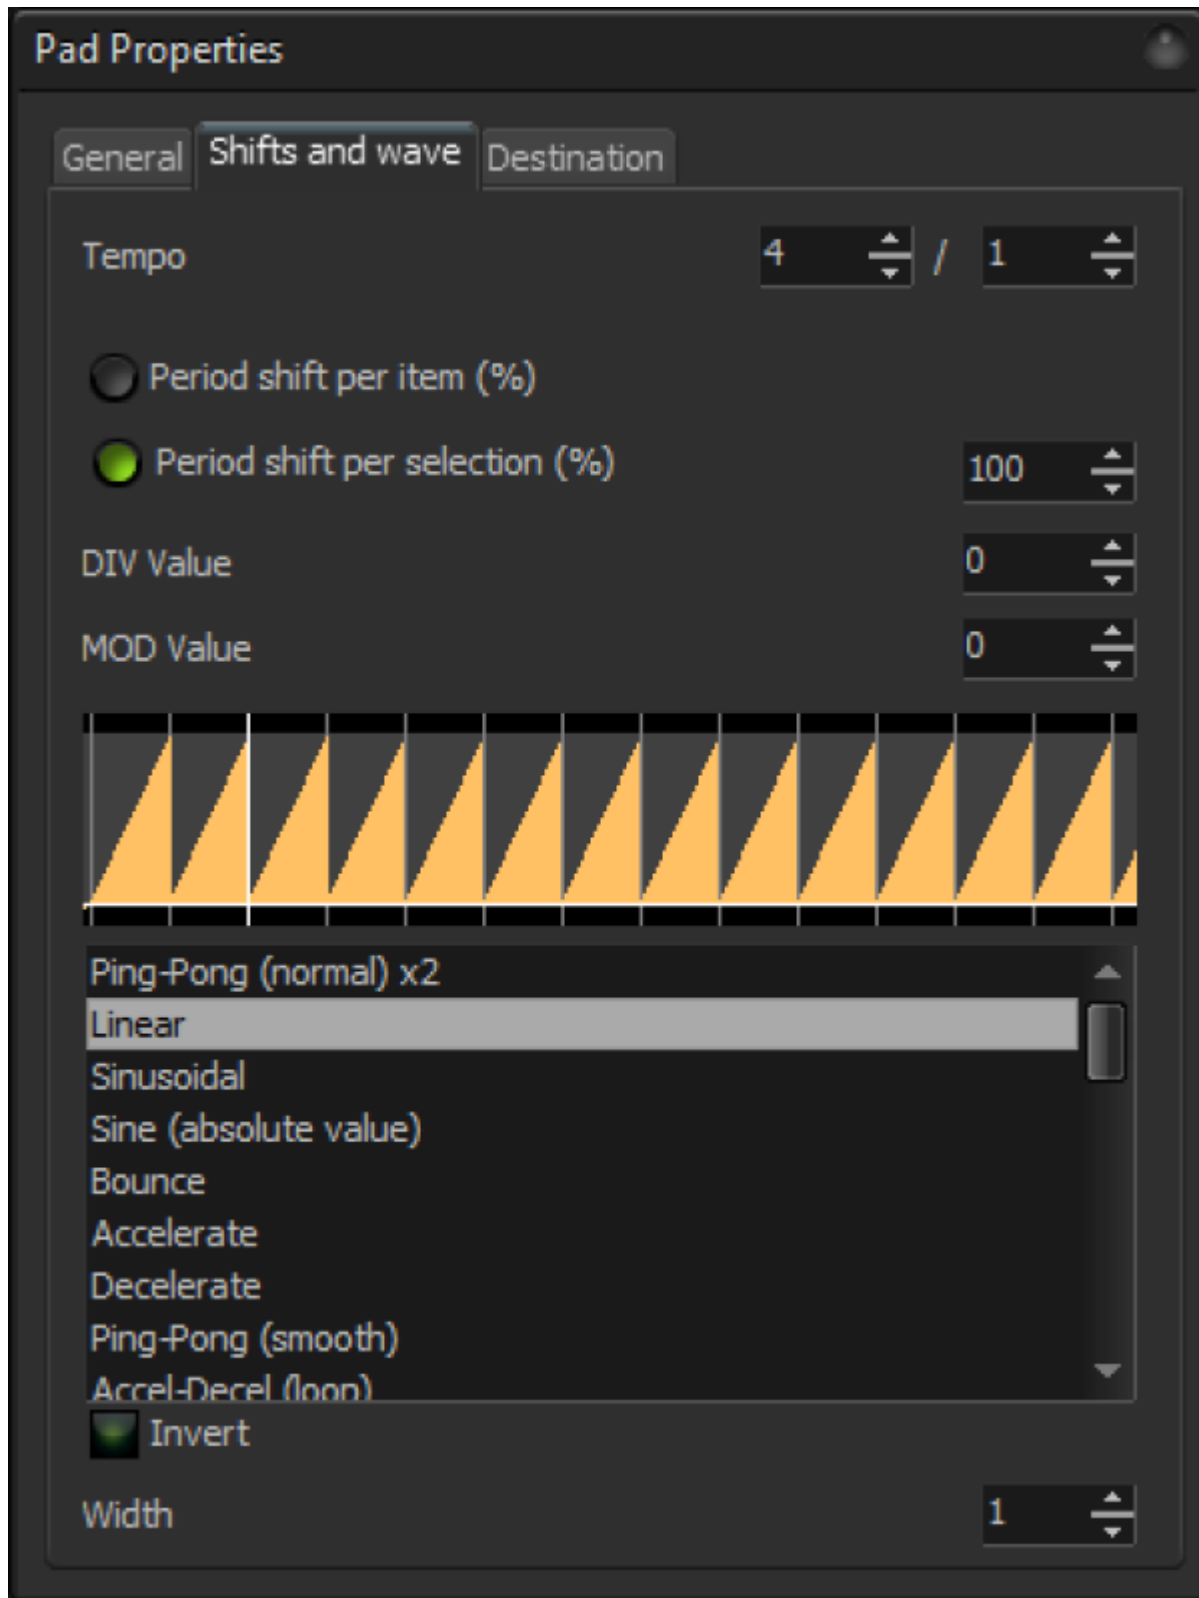 Pad Properties
General Shifts and wave Destination
Tempo 4 / 1
Period shift per item (%)
Period shift per selection (%) 100
DIV Value 0
MOD Value 0
Ping-Pong (normal) x2
Linear
Sinusoidal
Sine (absolute value)
Bounce
Accelerate
Decelerate
Ping-Pong (smooth)
Accel-Decel (loop)
Invert
Width 1